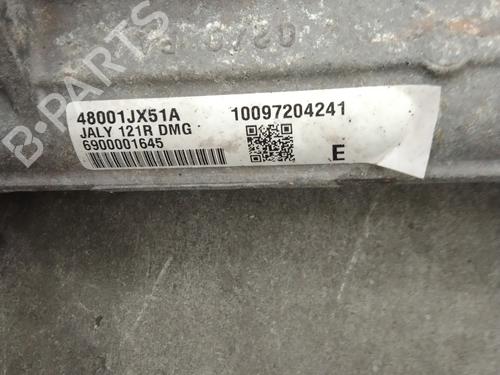 B-PARTS
48001JX51A 10097204241
JALY 121R DMG
6900001645
E